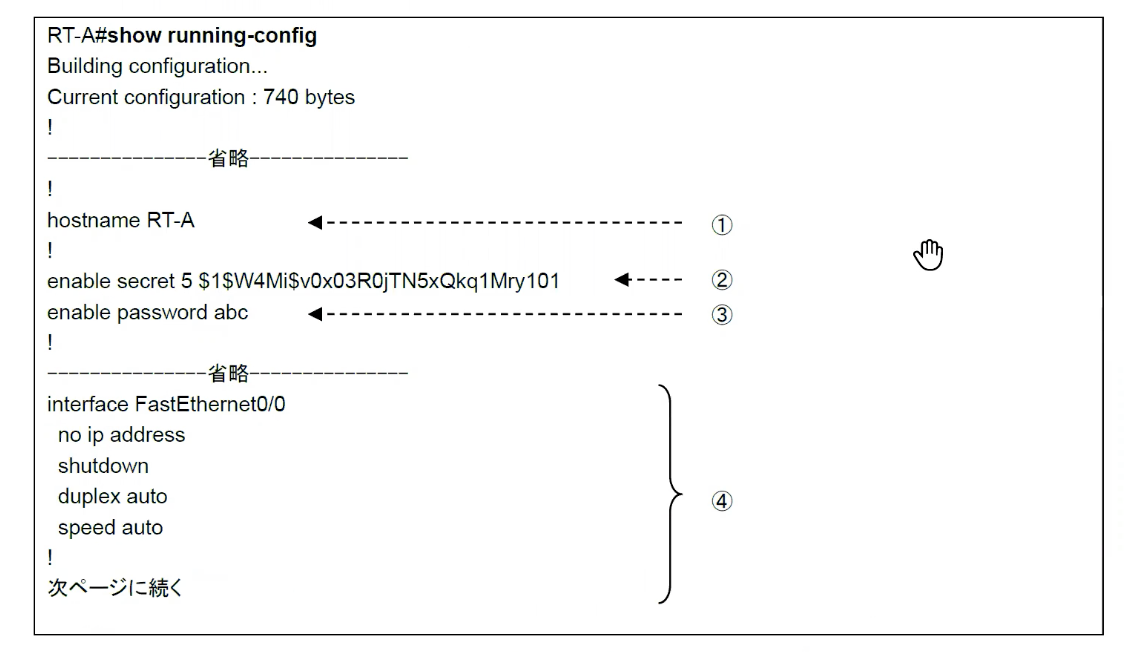 RT-A#show running-config
Building configuration...
Current configuration : 740 bytes
!
---------------省略---------------
!
hostname RT-A ①
!
enable secret 5 $1$W4Mi$v0x03R0jTN5xQkq1Mry101 ②
enable password abc ③
!
---------------省略---------------
interface FastEthernet0/0
no ip address
shutdown
duplex auto ④
speed auto
!
次ページに続く